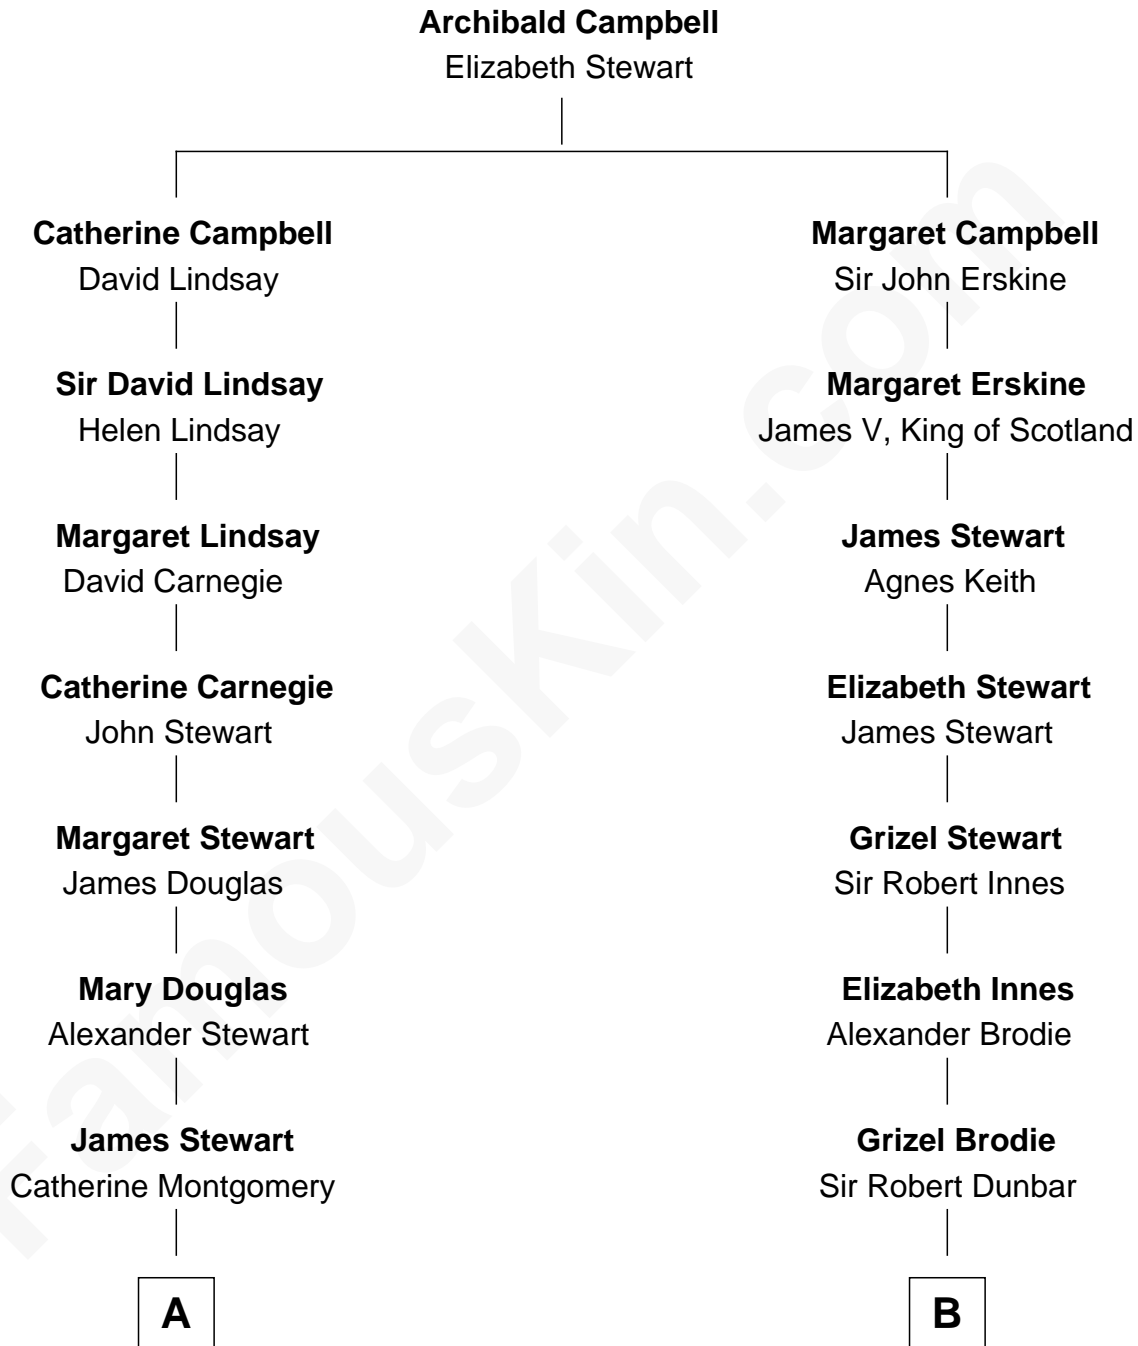 Archibald Campbell
Elizabeth Stewart
Catherine Campbell
David Lindsay
Margaret Campbell
Sir John Erskine
Sir David Lindsay
Helen Lindsay
Margaret Erskine
James V, King of Scotland
Margaret Lindsay
David Carnegie
James Stewart
Agnes Keith
Catherine Carnegie
John Stewart
Elizabeth Stewart
James Stewart
Margaret Stewart
James Douglas
Grizel Stewart
Sir Robert Innes
Mary Douglas
Alexander Stewart
Elizabeth Innes
Alexander Brodie
James Stewart
Catherine Montgomery
Grizel Brodie
Sir Robert Dunbar
A
B
FamousKin.com